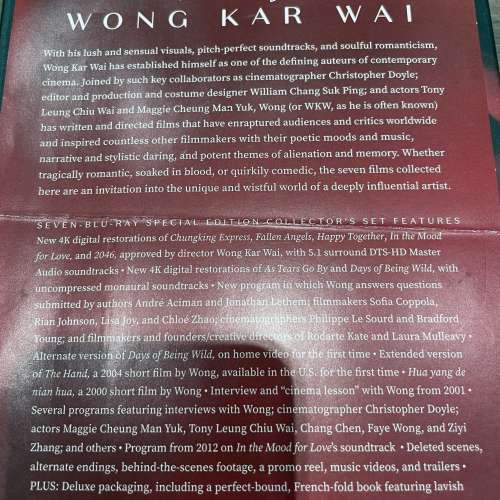 WONG KAR WAI
With his lush and sensual visuals, pitch-perfect soundtracks, and soulful romanticism,
Wong Kar Wai has established himself as one of the defining auteurs of contemporary
cinema. Joined by such key collaborators as cinematographer Christopher Doyle;
editor and production and costume designer William Chang Suk Ping; and actors Tony
Leung Chiu Wai and Maggie Cheung Man Yuk, Wong (or WKW, as he is often known)
has written and directed films that have enraptured audiences and critics worldwide
and inspired countless other filmmakers with their poetic moods and music,
narrative and stylistic daring, and potent themes of alienation and memory. Whether
tragically romantic, soaked in blood, or quirkily comedic, the seven films collected
here are an invitation into the unique and wistful world of a deeply influential artist.
SEVEN-BLU-RAY SPECIAL EDITION COLLECTOR'S SET FEATURES
New 4K digital restorations of Chungking Express, Fallen Angels, Happy Together, In the Mood
for Love, and 2046, approved by director Wong Kar Wai, with 5.1 surround DTS-HD Master
Audio soundtracks • New 4K digital restorations of As Tears Go By and Days of Being Wild, with
uncompressed monaural soundtracks • New program in which Wong answers questions
submitted by authors André Aciman and Jonathan Lethem; filmmakers Sofia Coppola,
Rian Johnson, Lisa Joy, and Chloé Zhao; cinematographers Philippe Le Sourd and Bradford
Young; and filmmakers and founders/creative directors of Rodarte Kate and Laura Mulleavy •
Alternate version of Days of Being Wild, on home video for the first time • Extended version
of The Hand, a 2004 short film by Wong, available in the U.S. for the first time • Hua yang de
nian hua, a 2000 short film by Wong • Interview and “cinema lesson” with Wong from 2001 •
Several programs featuring interviews with Wong; cinematographer Christopher Doyle;
actors Maggie Cheung Man Yuk, Tony Leung Chiu Wai, Chang Chen, Faye Wong, and Ziyi
Zhang; and others • Program from 2012 on In the Mood for Love's soundtrack • Deleted scenes,
alternate endings, behind-the-scenes footage, a promo reel, music videos, and trailers •
PLUS: Deluxe packaging, including a perfect-bound, French-fold book featuring lavish